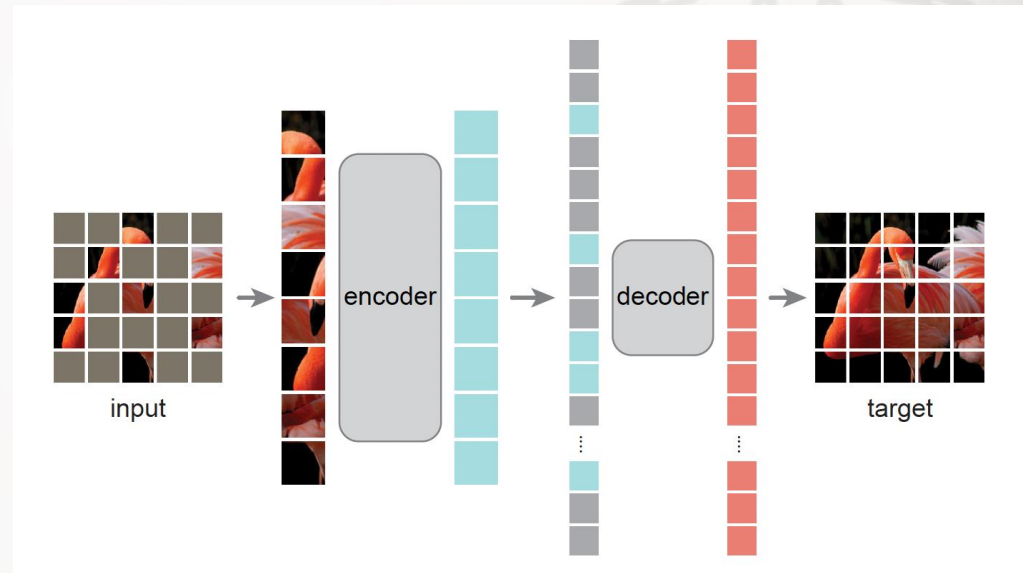 input
encoder
decoder
target